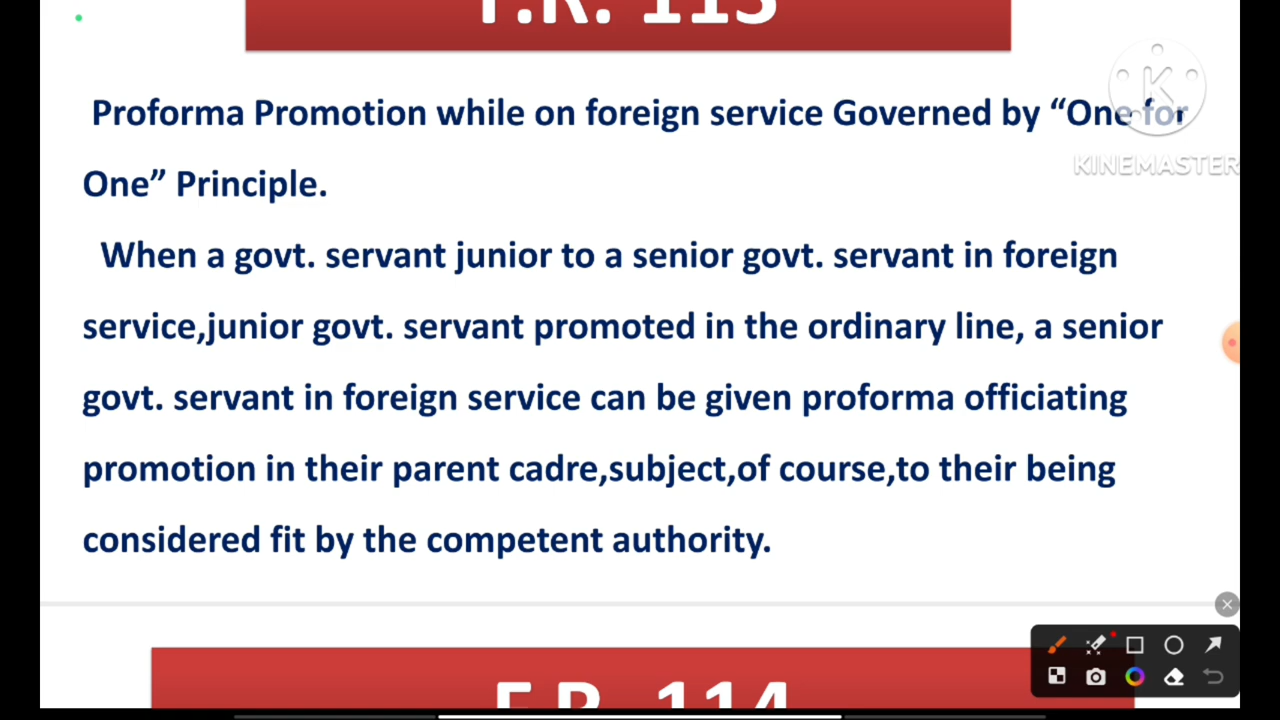 F.R. 113
Proforma Promotion while on foreign service Governed by “One for
One” Principle.
When a govt. servant junior to a senior govt. servant in foreign
service,junior govt. servant promoted in the ordinary line, a senior
govt. servant in foreign service can be given proforma officiating
promotion in their parent cadre,subject,of course,to their being
considered fit by the competent authority.
F.R. 114
K
KINEMASTER